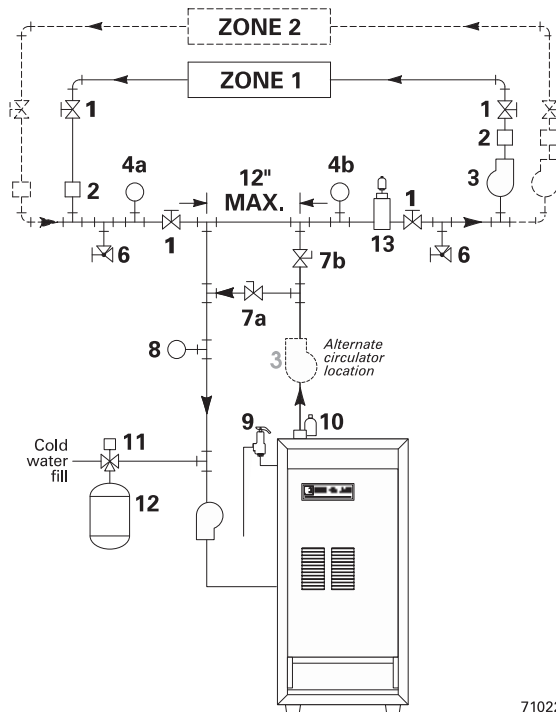 ZONE 2
ZONE 1
1
1
2
2
3
4a
12"
MAX.
4b
1
6
1
13
6
7b
7a
8
3
Alternate
circulator
location
9
10
11
Cold
water
fill
12